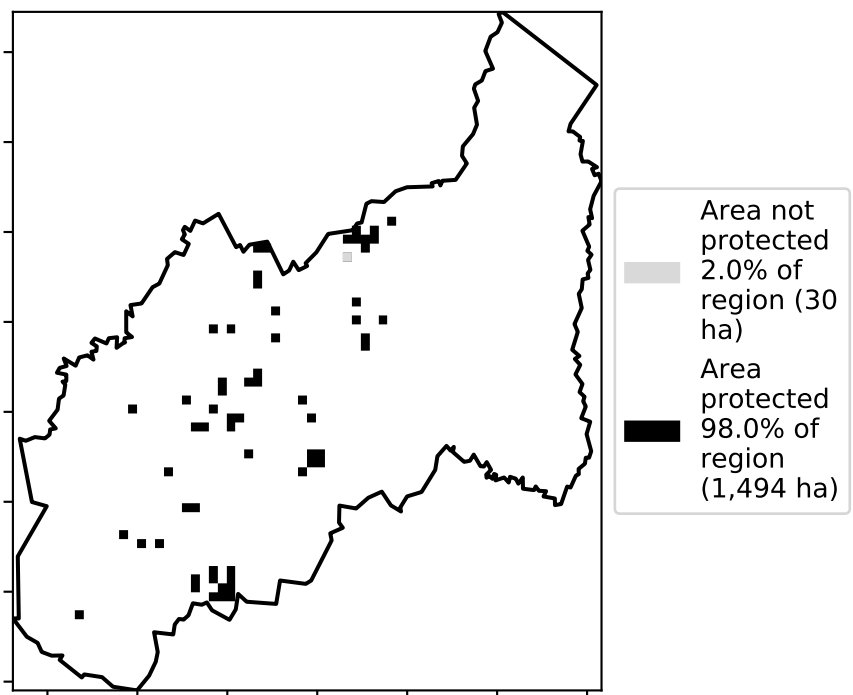 Area not
protected
2.0% of
region (30
ha)
Area
protected
98.0% of
region
(1,494 ha)